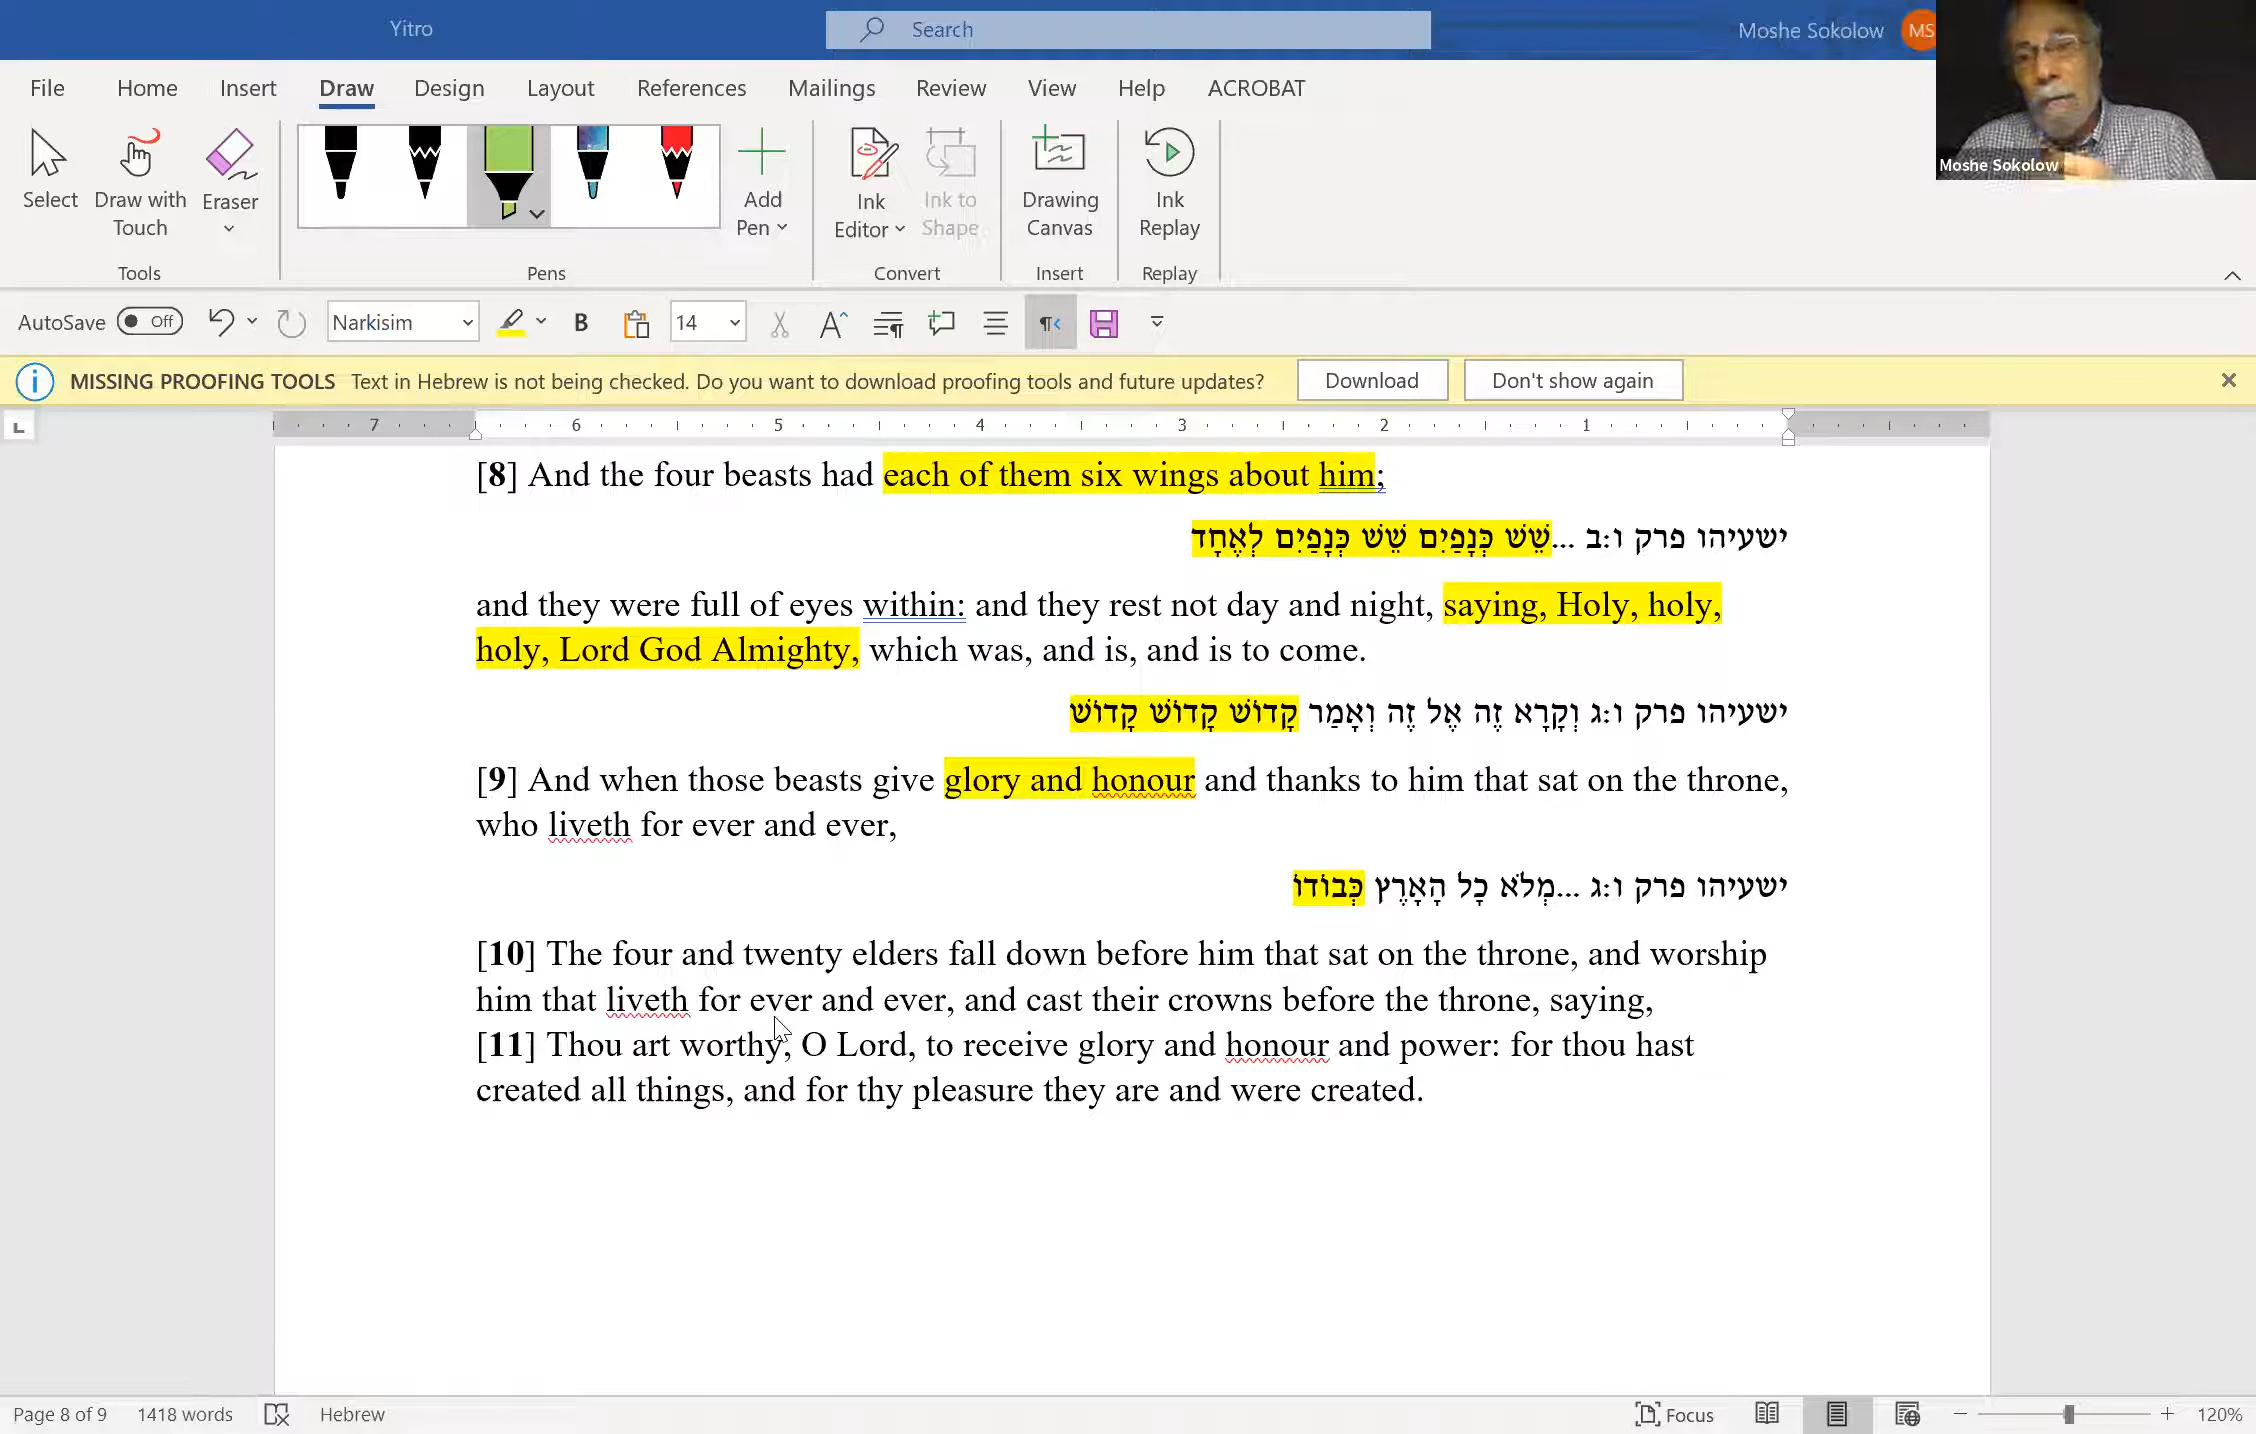 Yitro
Search
Moshe Sokolow
MS
File Home Insert Draw Design Layout References Mailings Review View Help ACROBAT
Moshe Sokolow
Select
Draw with Touch
Eraser
Tools
Pens
Add Pen
Ink Editor
Ink to Shape
Convert
Drawing Canvas
Insert
Ink Replay
Replay
AutoSave Off Narkisim B 14
MISSING PROOFING TOOLS Text in Hebrew is not being checked. Do you want to download proofing tools and future updates? Download Don't show again
7 6 5 4 3 2 1
[8] And the four beasts had each of them six wings about him;
ישעיהו פרק ו:ב ...שֵׁשׁ כְּנָפַיִם שֵׁשׁ כְּנָפַיִם לְאֶחָד
and they were full of eyes within: and they rest not day and night, saying, Holy, holy,
holy, Lord God Almighty, which was, and is, and is to come.
ישעיהו פרק ו:ג וְקָרָא זֶה אֶל זֶה וְאָמַר קָדוֹשׁ קָדוֹשׁ קָדוֹשׁ
[9] And when those beasts give glory and honour and thanks to him that sat on the throne,
who liveth for ever and ever,
ישעיהו פרק ו:ג ...מְלֹא כָל הָאָרֶץ כְּבוֹדוֹ
[10] The four and twenty elders fall down before him that sat on the throne, and worship
him that liveth for ever and ever, and cast their crowns before the throne, saying,
[11] Thou art worthy, O Lord, to receive glory and honour and power: for thou hast
created all things, and for thy pleasure they are and were created.
Page 8 of 9 1418 words Hebrew Focus 120%